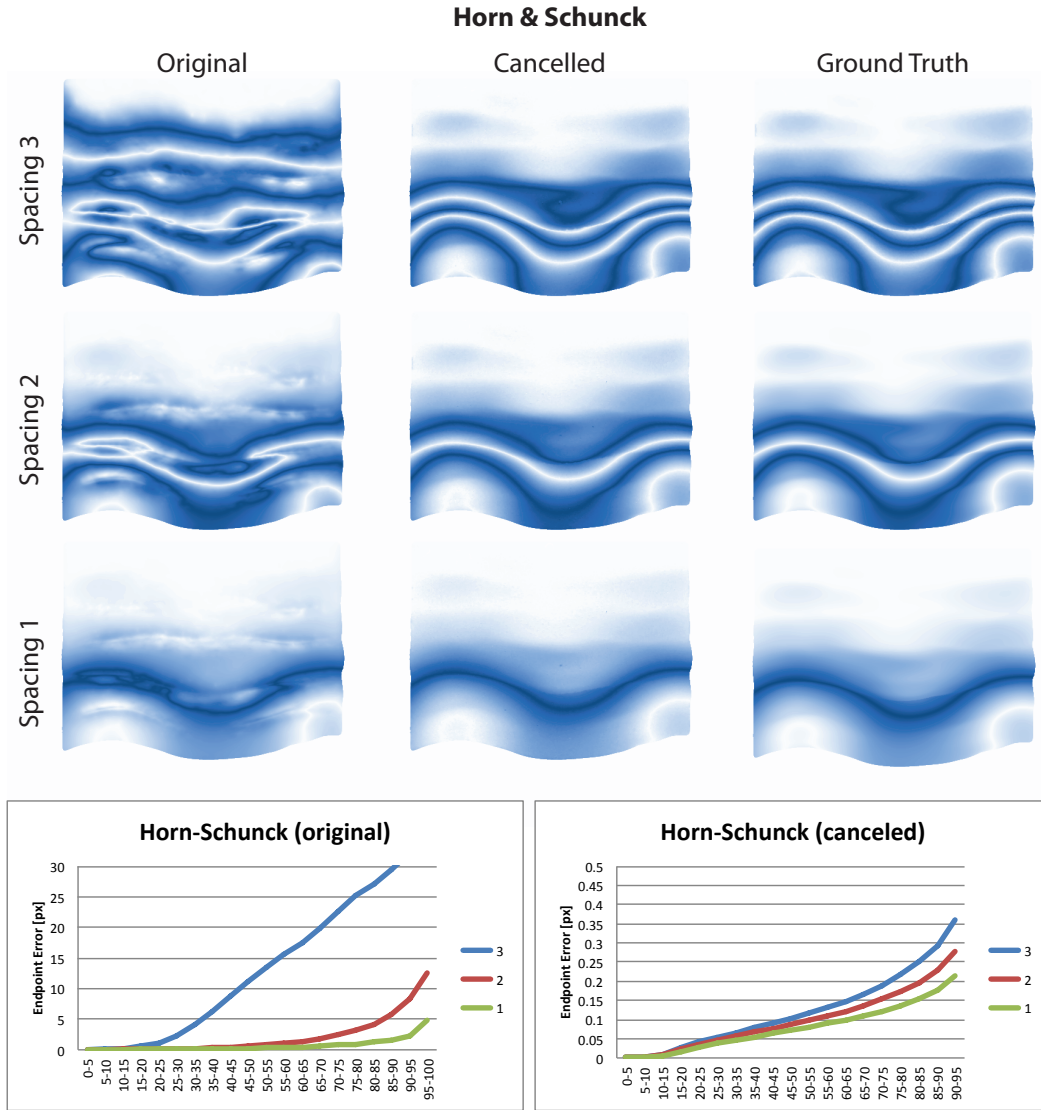 Horn & Schunck
Original Cancelled Ground Truth
Spacing 3
Spacing 2
Spacing 1
Horn-Schunck (original)
Endpoint Error [px]
30
25
20
15
10
5
0
0-5 5-10 10-15 15-20 20-25 25-30 30-35 35-40 40-45 45-50 50-55 55-60 60-65 65-70 70-75 75-80 80-85 85-90 90-95 95-100
3
2
1
Horn-Schunck (canceled)
Endpoint Error [px]
0.5
0.45
0.4
0.35
0.3
0.25
0.2
0.15
0.1
0.05
0
0-5 5-10 10-15 15-20 20-25 25-30 30-35 35-40 40-45 45-50 50-55 55-60 60-65 65-70 70-75 75-80 80-85 85-90 90-95
3
2
1